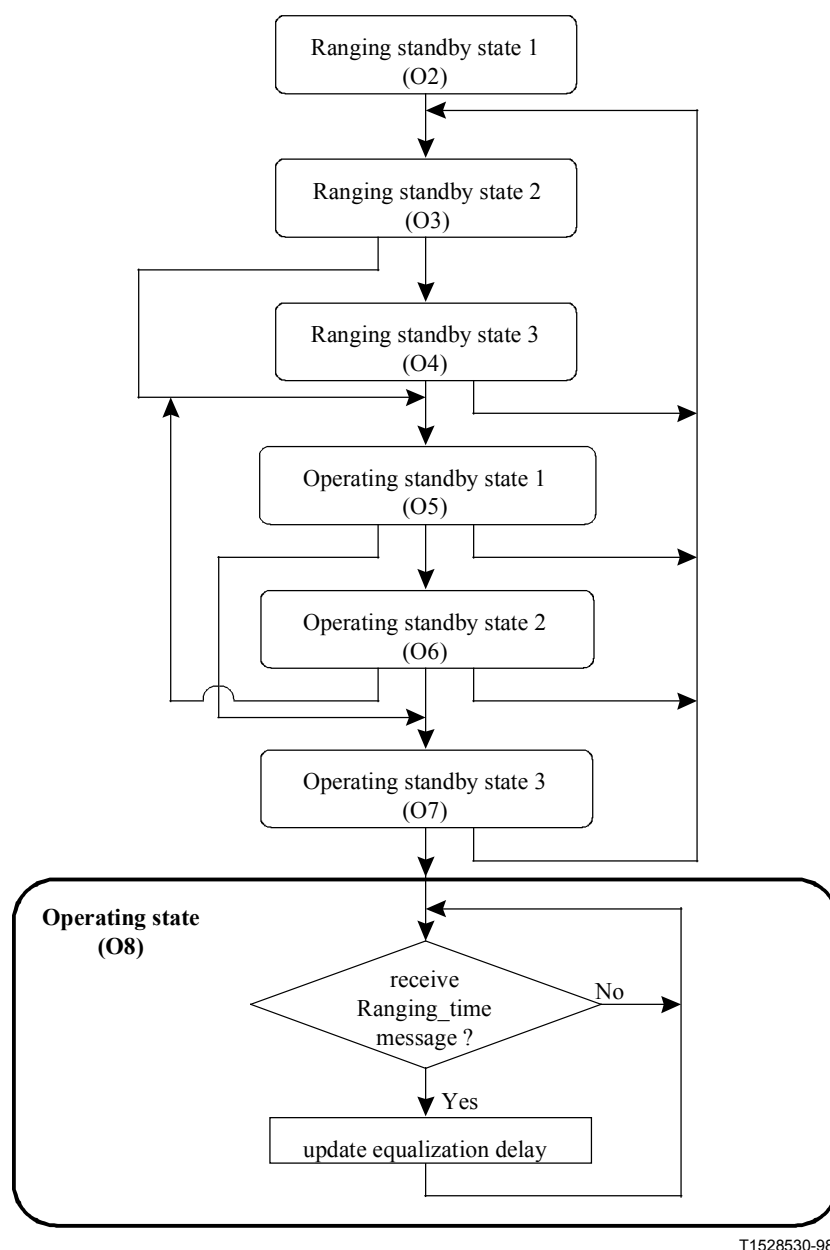 Ranging standby state 1
(O2)
Ranging standby state 2
(O3)
Ranging standby state 3
(O4)
Operating standby state 1
(O5)
Operating standby state 2
(O6)
Operating standby state 3
(O7)
Operating state
(O8)
receive
Ranging_time
message ?
No
Yes
update equalization delay
T1528530-98